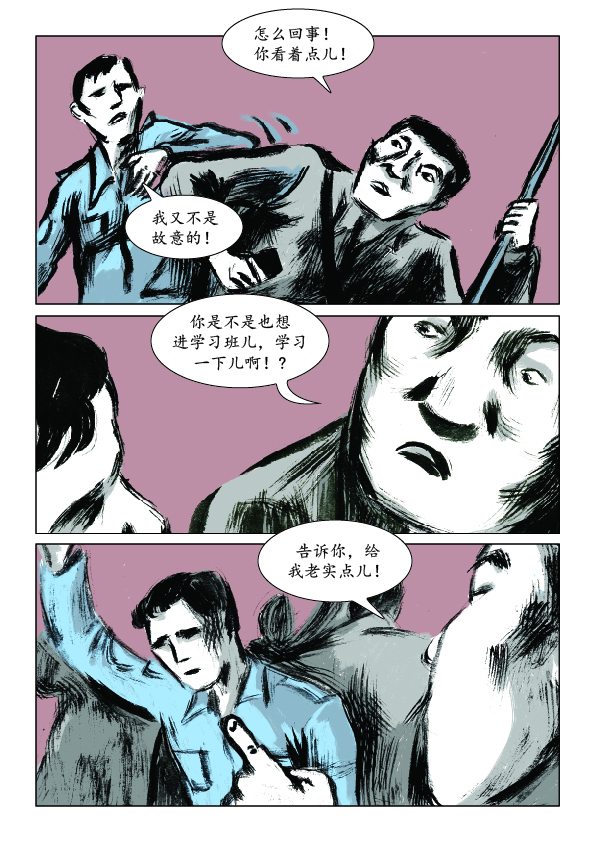 怎么回事！
你看着点儿！
我又不是
故意的！
你是不是也想
进学习班儿，学习
一下儿啊！？
告诉你，给
我老实点儿！